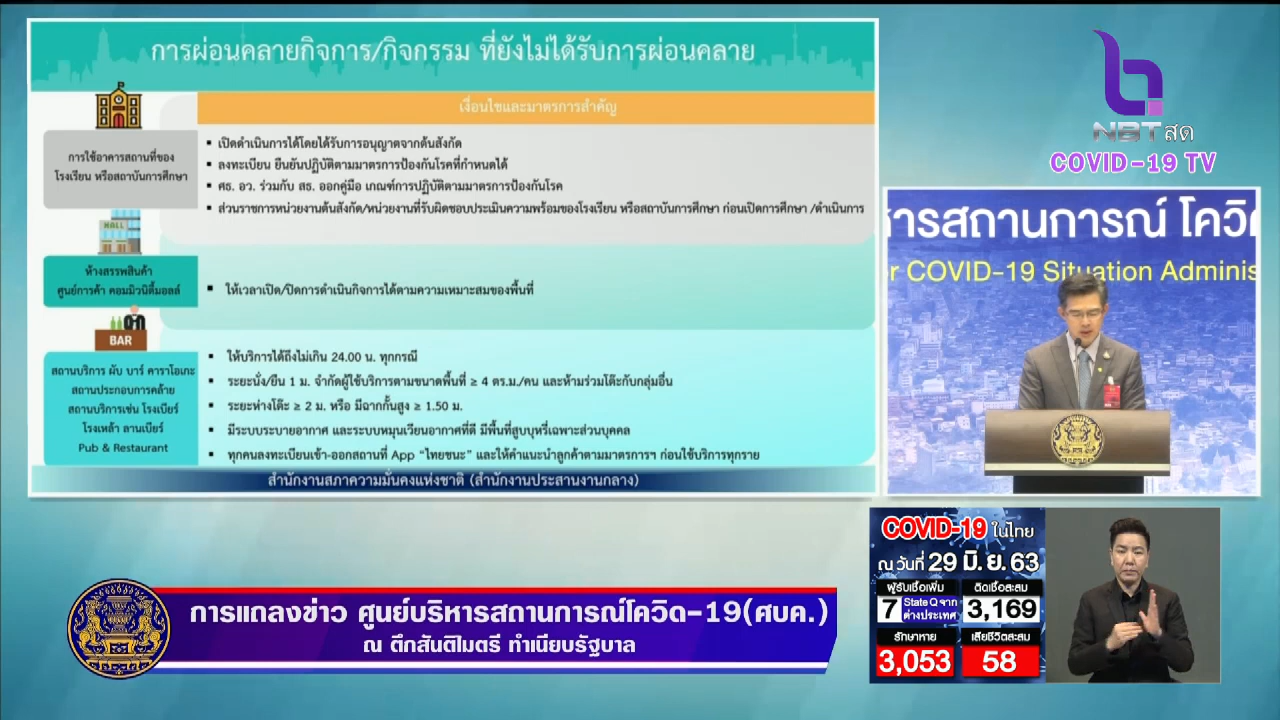 การผ่อนคลายกิจการ/กิจกรรม ที่ยังไม่ได้รับการผ่อนคลาย
เงื่อนไขและมาตรการสำคัญ
การใช้อาคารสถานที่ของ
โรงเรียน หรือสถาบันการศึกษา
▪ เปิดดำเนินการได้โดยได้รับการอนุญาตจากต้นสังกัด
▪ ลงทะเบียน ยืนยันปฏิบัติตามมาตรการป้องกันโรคที่กำหนดได้
▪ ศธ. อว. ร่วมกับ สธ. ออกคู่มือ เกณฑ์การปฏิบัติตามมาตรการป้องกันโรค
▪ ส่วนราชการหน่วยงานต้นสังกัด/หน่วยงานที่รับผิดชอบประเมินความพร้อมของโรงเรียน หรือสถาบันการศึกษา ก่อนเปิดการศึกษา /ดำเนินการ
MALL
ห้างสรรพสินค้า
ศูนย์การค้า คอมมิวนิตี้มอลล์
▪ ให้เวลาเปิด/ปิดการดำเนินกิจการได้ตามความเหมาะสมของพื้นที่
BAR
สถานบริการ ผับ บาร์ คาราโอเกะ
สถานประกอบการคล้าย
สถานบริการเช่น โรงเบียร์
โรงเหล้า ลานเบียร์
Pub & Restaurant
▪ ให้บริการได้ถึงไม่เกิน 24.00 น. ทุกกรณี
▪ ระยะนั่ง/ยืน 1 ม. จำกัดผู้ใช้บริการตามขนาดพื้นที่ ≥ 4 ตร.ม./คน และห้ามร่วมโต๊ะกับกลุ่มอื่น
▪ ระยะห่างโต๊ะ ≥ 2 ม. หรือ มีฉากกั้นสูง ≥ 1.50 ม.
▪ มีระบบระบายอากาศ และระบบหมุนเวียนอากาศที่ดี มีพื้นที่สูบบุหรี่เฉพาะส่วนบุคคล
▪ ทุกคนลงทะเบียนเข้า-ออกสถานที่ App “ไทยชนะ” และให้คำแนะนำลูกค้าตามมาตรการฯ ก่อนใช้บริการทุกราย
สำนักงานสภาความมั่นคงแห่งชาติ (สำนักงานประสานงานกลาง)
NBT สด
COVID-19 TV
หารสถานการณ์ โควิด
er COVID-19 Situation Adminis
COVID-19 ในไทย
ณ วันที่ 29 มิ.ย. 63
ผู้รับเชื้อเพิ่ม
7 State Q จาก
ต่างประเทศ
ติดเชื้อสะสม
3,169
รักษาหาย
3,053
เสียชีวิตสะสม
58
การแถลงข่าว ศูนย์บริหารสถานการณ์โควิด-19(ศบค.)
ณ ตึกสันติไมตรี ทำเนียบรัฐบาล